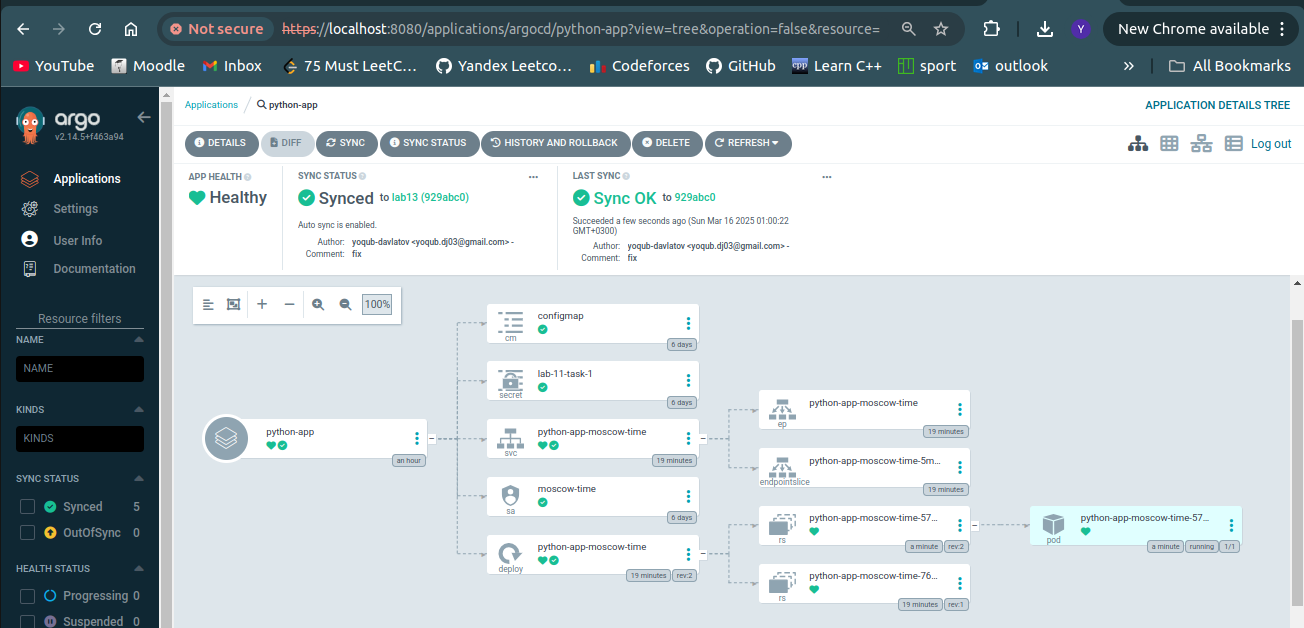 Not secure https://localhost:8080/applications/argocd/python-app?view=tree&operation=false&resource= Y New Chrome available
YouTube Moodle Inbox 75 Must LeetC... Yandex Leetco... Codeforces GitHub Learn C++ sport outlook » All Bookmarks
argo
v2.14.5+f463a94
Applications
Settings
User Info
Documentation
Resource filters
NAME
NAME
KINDS
KINDS
SYNC STATUS
Synced 5
OutOfSync 0
HEALTH STATUS
Progressing 0
Suspended 0
Applications / python-app
APPLICATION DETAILS TREE
DETAILS DIFF SYNC SYNC STATUS HISTORY AND ROLLBACK DELETE REFRESH
Log out
APP HEALTH
Healthy
SYNC STATUS
Synced to lab13 (929abc0)
Auto sync is enabled.
Author: yoqub-davlatov <yoqub.dj03@gmail.com> -
Comment: fix
LAST SYNC
Sync OK to 929abc0
Succeeded a few seconds ago (Sun Mar 16 2025 01:00:22
GMT+0300)
Author: yoqub-davlatov <yoqub.dj03@gmail.com> -
Comment: fix
100%
python-app
an hour
configmap
cm
6 days
lab-11-task-1
secret
6 days
python-app-moscow-time
svc
19 minutes
moscow-time
sa
6 days
python-app-moscow-time
deploy
19 minutes rev:2
python-app-moscow-time
ep
19 minutes
python-app-moscow-time-5m...
endpointslice
19 minutes
python-app-moscow-time-57...
rs
a minute rev:2
python-app-moscow-time-76...
rs
19 minutes rev:1
python-app-moscow-time-57...
pod
a minute running 1/1